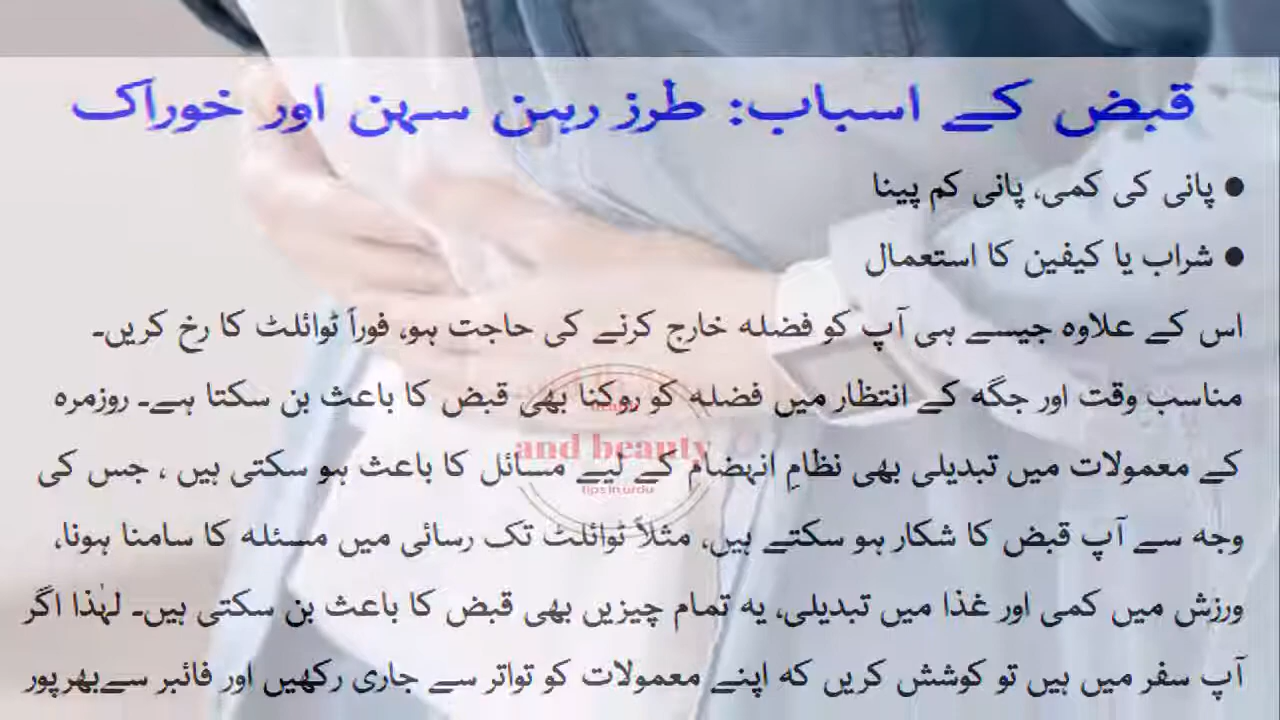 قبض کے اسباب: طرز رہن سہن اور خوراک
● پانی کی کمی، پانی کم پینا
● شراب یا کیفین کا استعمال
اس کے علاوہ جیسے ہی آپ کو فضلہ خارج کرنے کی حاجت ہو، فوراً ٹوائلٹ کا رخ کریں۔
مناسب وقت اور جگہ کے انتظار میں فضلہ کو روکنا بھی قبض کا باعث بن سکتا ہے۔ روزمرہ
کے معمولات میں تبدیلی بھی نظامِ انہضام کے لیے مسائل کا باعث ہو سکتی ہیں ، جس کی
وجہ سے آپ قبض کا شکار ہو سکتے ہیں، مثلاً ٹوائلٹ تک رسائی میں مسئلہ کا سامنا ہونا،
ورزش میں کمی اور غذا میں تبدیلی، یہ تمام چیزیں بھی قبض کا باعث بن سکتی ہیں۔ لہٰذا اگر
آپ سفر میں ہیں تو کوشش کریں کہ اپنے معمولات کو تواتر سے جاری رکھیں اور فائبر سےبھرپور
and beauty
tips in urdu